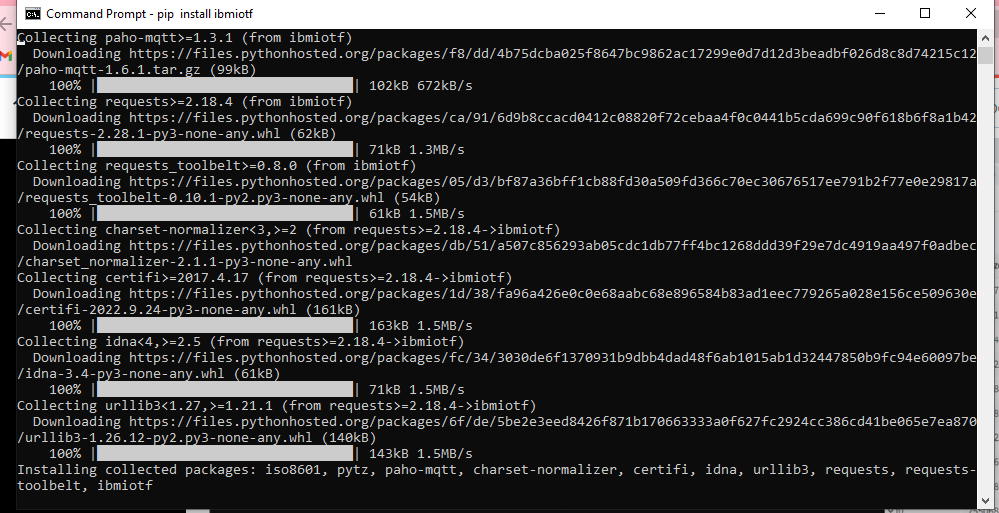 Command Prompt - pip  install ibmiotf
Collecting paho-mqtt>=1.3.1 (from ibmiotf)
  Downloading https://files.pythonhosted.org/packages/f8/dd/4b75dcba025f8647bc9862ac17299e0d7d12d3beadbf026d8c8d74215c12
/paho-mqtt-1.6.1.tar.gz (99kB)
    100% |████████████████████████████████| 102kB 672kB/s
Collecting requests>=2.18.4 (from ibmiotf)
  Downloading https://files.pythonhosted.org/packages/ca/91/6d9b8ccacd0412c08820f72cebaa4f0c0441b5cda699c90f618b6f8a1b42
/requests-2.28.1-py3-none-any.whl (62kB)
    100% |████████████████████████████████| 71kB 1.3MB/s
Collecting requests_toolbelt>=0.8.0 (from ibmiotf)
  Downloading https://files.pythonhosted.org/packages/05/d3/bf87a36bff1cb88fd30a509fd366c70ec30676517ee791b2f77e0e29817a
/requests_toolbelt-0.10.1-py2.py3-none-any.whl (54kB)
    100% |████████████████████████████████| 61kB 1.5MB/s
Collecting charset-normalizer<3,>=2 (from requests>=2.18.4->ibmiotf)
  Downloading https://files.pythonhosted.org/packages/db/51/a507c856293ab05cdc1db77ff4bc1268ddd39f29e7dc4919aa497f0adbec
/charset_normalizer-2.1.1-py3-none-any.whl
Collecting certifi>=2017.4.17 (from requests>=2.18.4->ibmiotf)
  Downloading https://files.pythonhosted.org/packages/1d/38/fa96a426e0c0e68aabc68e896584b83ad1eec779265a028e156ce509630e
/certifi-2022.9.24-py3-none-any.whl (161kB)
    100% |████████████████████████████████| 163kB 1.5MB/s
Collecting idna<4,>=2.5 (from requests>=2.18.4->ibmiotf)
  Downloading https://files.pythonhosted.org/packages/fc/34/3030de6f1370931b9dbb4dad48f6ab1015ab1d32447850b9fc94e60097be
/idna-3.4-py3-none-any.whl (61kB)
    100% |████████████████████████████████| 71kB 1.5MB/s
Collecting urllib3<1.27,>=1.21.1 (from requests>=2.18.4->ibmiotf)
  Downloading https://files.pythonhosted.org/packages/6f/de/5be2e3eed8426f871b170663333a0f627fc2924cc386cd41be065e7ea870
/urllib3-1.26.12-py2.py3-none-any.whl (140kB)
    100% |████████████████████████████████| 143kB 1.5MB/s
Installing collected packages: iso8601, pytz, paho-mqtt, charset-normalizer, certifi, idna, urllib3, requests, requests-
toolbelt, ibmiotf